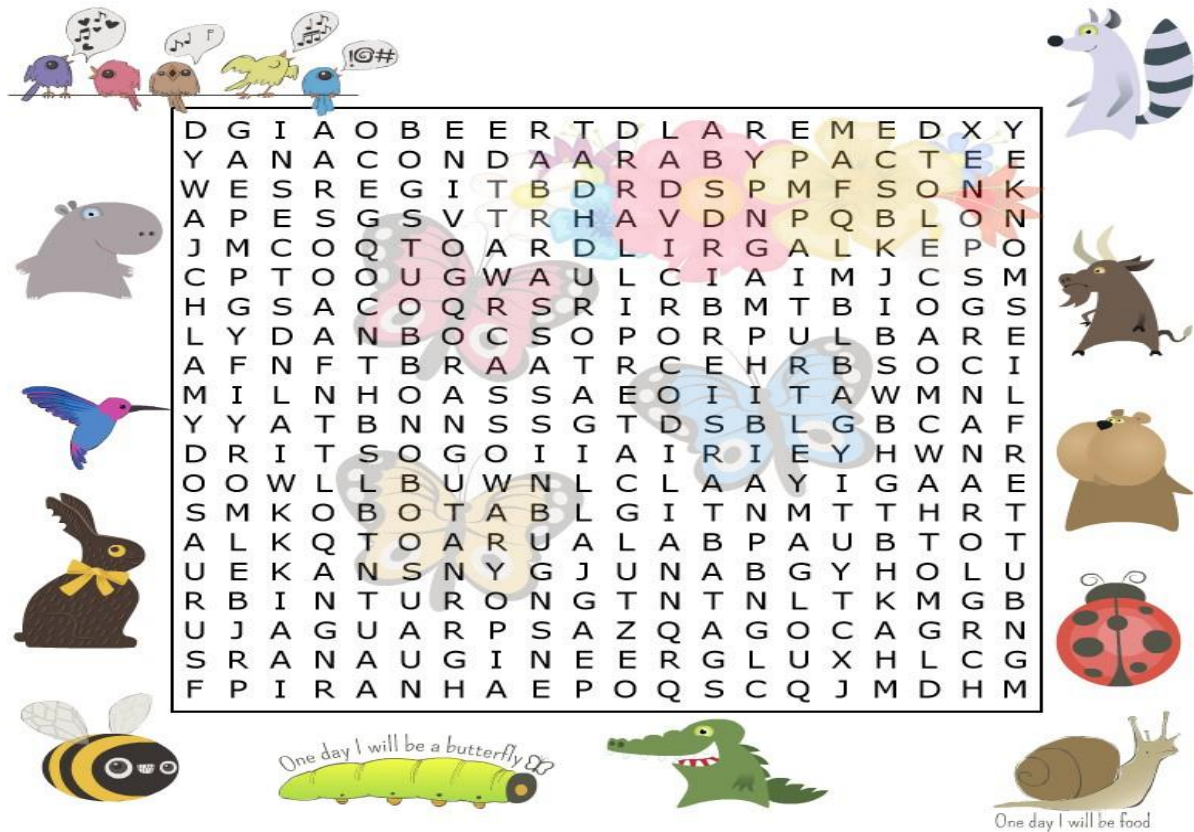 !@#
D G I A O B E E R T D L A R E M E D X Y
Y A N A C O N D A A R A B Y P A C T E E
W E S R E G I T B D R D S P M F S O N K
A P E S G S V T R H A V D N P Q B L O N
J M C O Q T O A R D L I R G A L K E P O
C P T O O U G W A U L C I A I M J C S M
H G S A C O Q R S R I R B M T B I O G S
L Y D A N B O C S O P O R P U L B A R E
A F N F T B R A A T R C E H R B S O C I
M I L N H O A S S A E O I I T A W M N L
Y Y A T B N N S S G T D S B L G B C A F
D R I T S O G O I I A I R I E Y H W N R
O O W L L B U W N L C L A A Y I G A A E
S M K O B O T A B L G I T N M T T H R T
A L K Q T O A R U A L A B P A U B T O T
U E K A N S N Y G J U N A B G Y H O L U
R B I N T U R O N G T N T N L T K M G B
U J A G U A R P S A Z Q A G O C A G R N
S R A N A U G I N E E R G L U X H L C G
F P I R A N H A E P O Q S C Q J M D H M
One day I will be a butterfly
One day I will be food